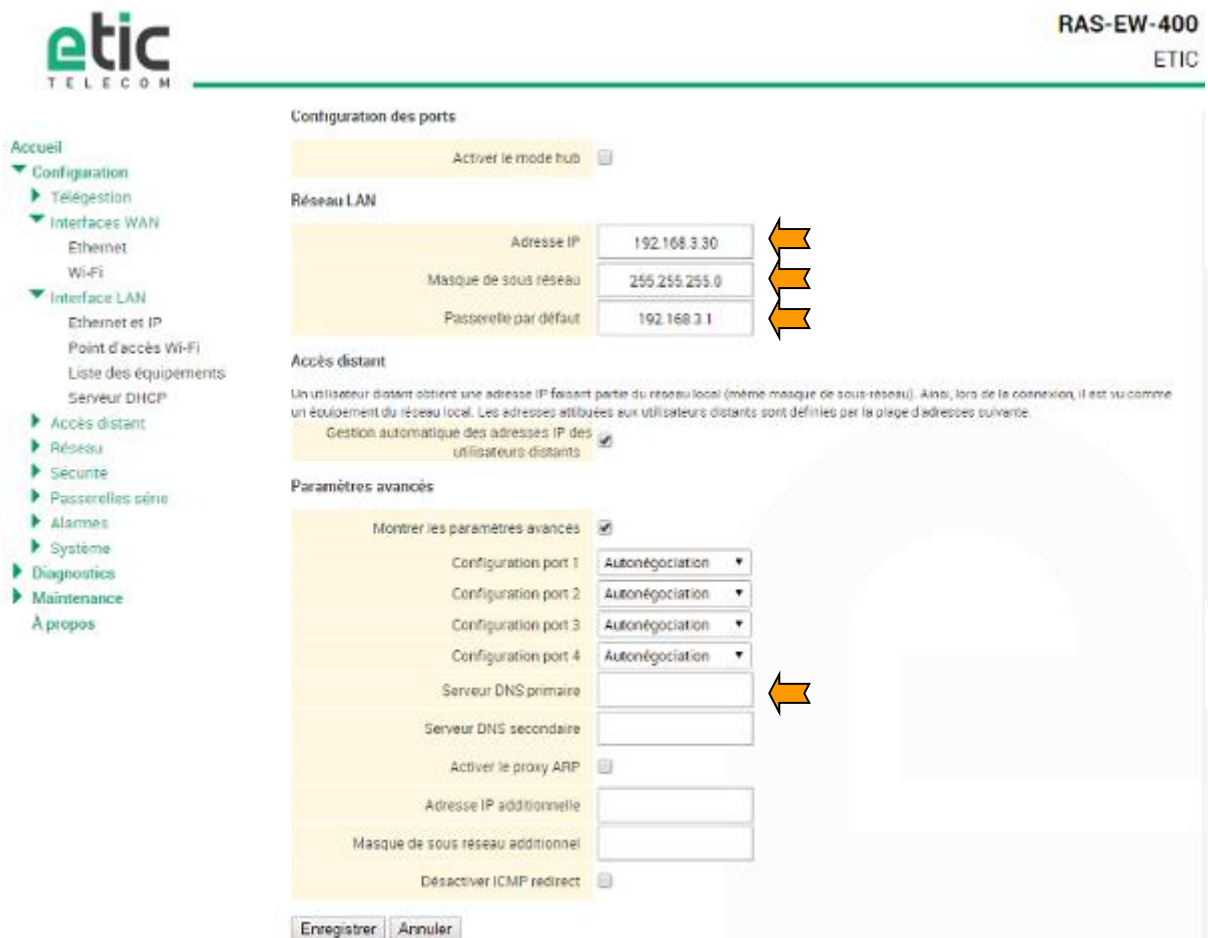 etic
TELECOM
RAS-EW-400
ETIC
Accueil
Configuration
Télégestion
Interfaces WAN
Ethernet
Wi-Fi
Interface LAN
Ethernet et IP
Point d'accès Wi-Fi
Liste des équipements
Serveur DHCP
Accès distant
Réseau
Sécurité
Passerelles série
Alarmes
Système
Diagnostics
Maintenance
À propos
Configuration des ports
Activer le mode hub
Réseau LAN
Adresse IP 192.168.3.30
Masque de sous réseau 255.255.255.0
Passerelle par défaut 192.168.3.1
Accès distant
Un utilisateur distant obtient une adresse IP faisant partie du réseau local (même masque de sous-réseau). Ainsi, lors de la connexion, il est vu comme
un équipement du réseau local. Les adresses attibuées aux utilisateurs distants sont définies par la plage d'adresses suivante.
Gestion automatique des adresses IP des
utilisateurs distants
Paramètres avancés
Montrer les paramètres avancés
Configuration port 1 Autonégociation
Configuration port 2 Autonégociation
Configuration port 3 Autonégociation
Configuration port 4 Autonégociation
Serveur DNS primaire
Serveur DNS secondaire
Activer le proxy ARP
Adresse IP additionnelle
Masque de sous réseau additionnel
Désactiver ICMP redirect
Enregistrer Annuler